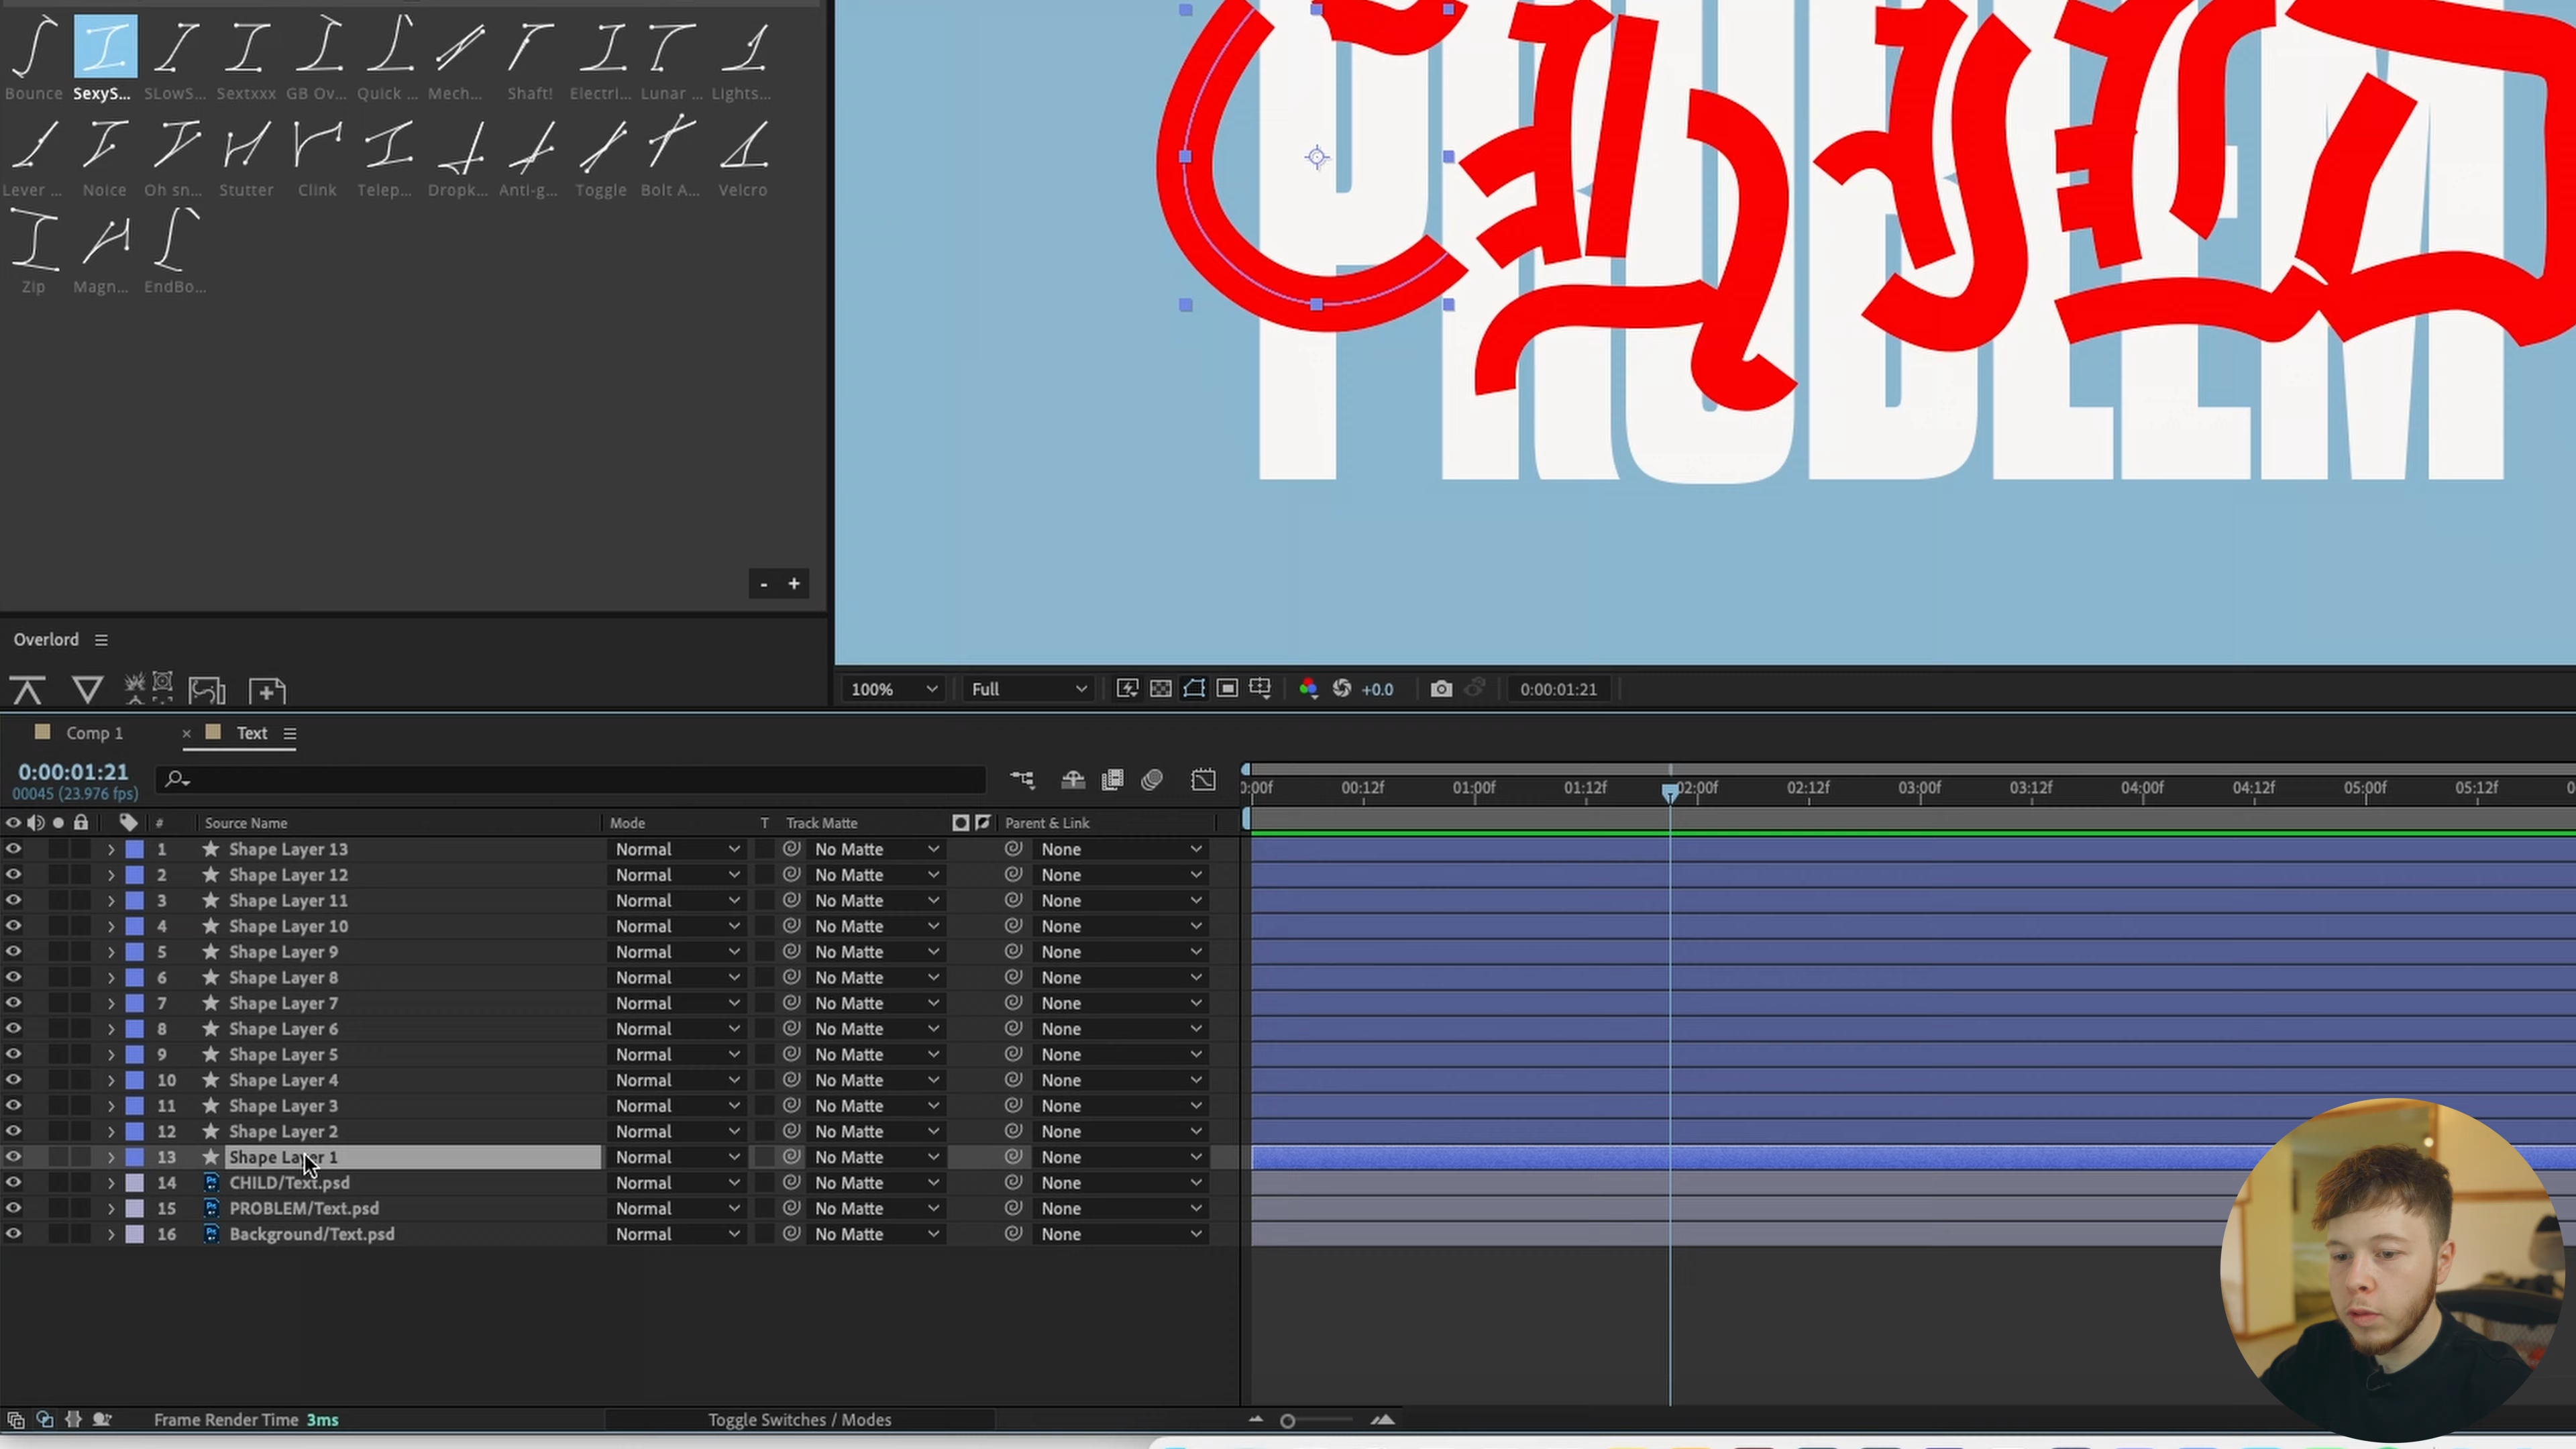 Bounce SexyS... SLowS... Sextxxx GB Ov... Quick ... Mech... Shaft! Electri... Lunar ... Lights...
Lever ... Noice Oh sn... Stutter Clink Telep... Dropk... Anti-g... Toggle Bolt A... Velcro
Zip Magn... EndBo...
- +
CHILD
PROBLEM
Overlord
100% Full +0.0 0:00:01:21
Comp 1 × Text
0:00:01:21
00045 (23.976 fps)
0:00f 00:12f 01:00f 01:12f 02:00f 02:12f 03:00f 03:12f 04:00f 04:12f 05:00f 05:12f
# Source Name Mode T Track Matte Parent & Link
1 Shape Layer 13 Normal No Matte None
2 Shape Layer 12 Normal No Matte None
3 Shape Layer 11 Normal No Matte None
4 Shape Layer 10 Normal No Matte None
5 Shape Layer 9 Normal No Matte None
6 Shape Layer 8 Normal No Matte None
7 Shape Layer 7 Normal No Matte None
8 Shape Layer 6 Normal No Matte None
9 Shape Layer 5 Normal No Matte None
10 Shape Layer 4 Normal No Matte None
11 Shape Layer 3 Normal No Matte None
12 Shape Layer 2 Normal No Matte None
13 Shape Layer 1 Normal No Matte None
14 CHILD/Text.psd Normal No Matte None
15 PROBLEM/Text.psd Normal No Matte None
16 Background/Text.psd Normal No Matte None
Frame Render Time 3ms Toggle Switches / Modes